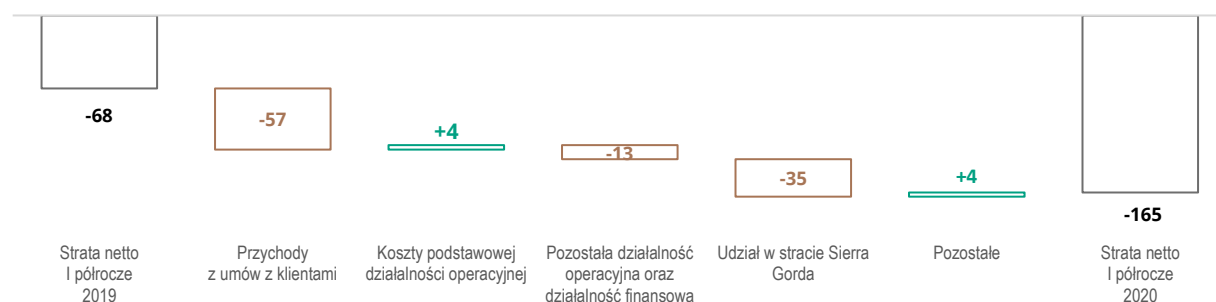 -68
-57
+4
-13
-35
+4
-165
Strata netto
I półrocze
2019
Przychody
z umów z klientami
Koszty podstawowej
działalności operacyjnej
Pozostała działalność
operacyjna oraz
działalność finansowa
Udział w stracie Sierra
Gorda
Pozostałe
Strata netto
I półrocze
2020